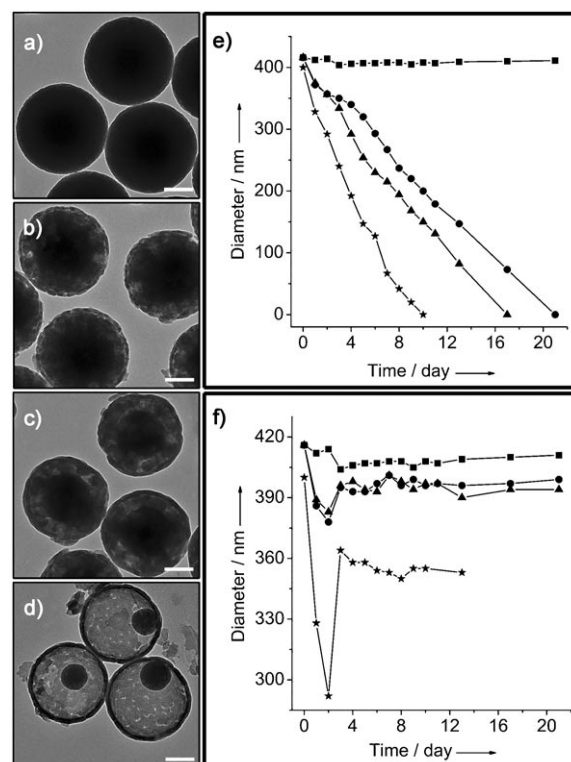 a)
b)
c)
d)
e)
Diameter / nm
400
300
200
100
0
0 4 8 12 16 20
Time / day
f)
Diameter / nm
420
390
360
330
300
0 4 8 12 16 20
Time / day